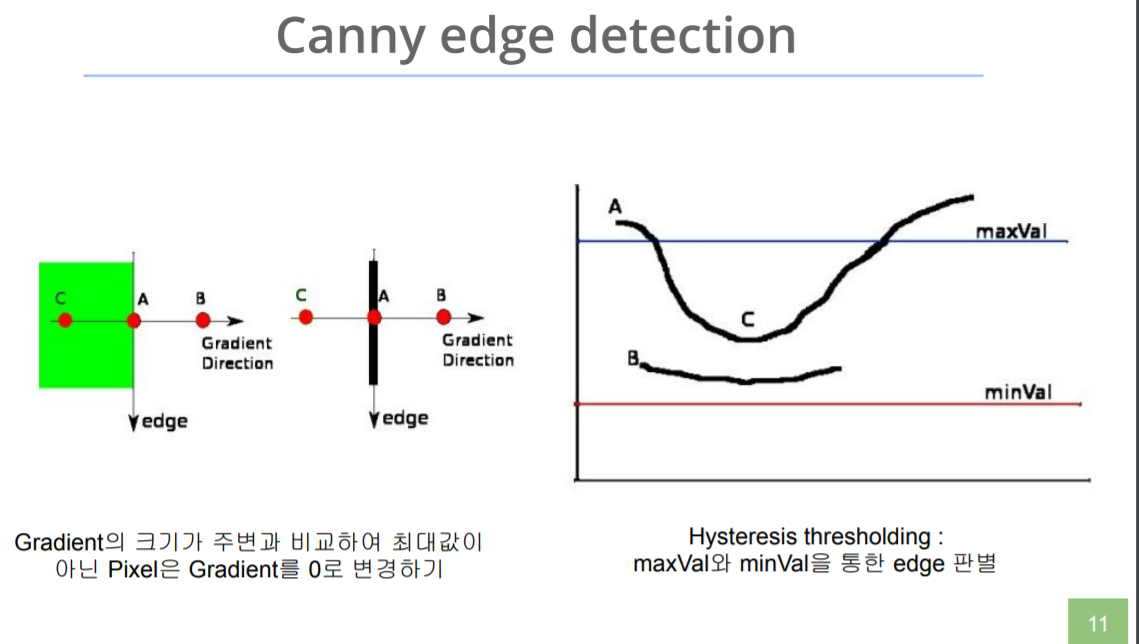 Canny edge detection
C
A
B
Gradient
Direction
edge
C
A
B
Gradient
Direction
edge
A
maxVal
C
B
minVal
Gradient의 크기가 주변과 비교하여 최대값이
아닌 Pixel은 Gradient를 0로 변경하기
Hysteresis thresholding :
maxVal와 minVal을 통한 edge 판별
11